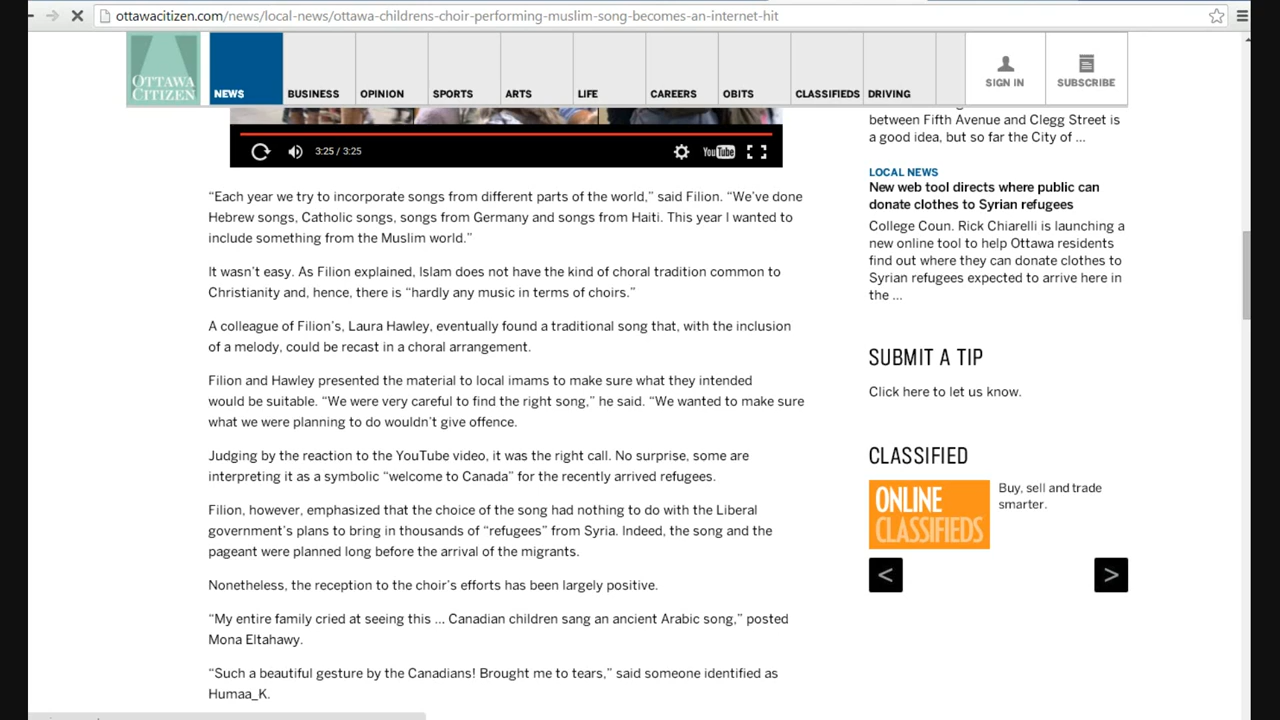 ottawacitizen.com/news/local-news/ottawa-childrens-choir-performing-muslim-song-becomes-an-internet-hit
OTTAWA
CITIZEN
NEWS
BUSINESS
OPINION
SPORTS
ARTS
LIFE
CAREERS
OBITS
CLASSIFIEDS
DRIVING
SIGN IN
SUBSCRIBE
3:25 / 3:25
YouTube
“Each year we try to incorporate songs from different parts of the world,” said Filion. “We’ve done
Hebrew songs, Catholic songs, songs from Germany and songs from Haiti. This year I wanted to
include something from the Muslim world.”
It wasn’t easy. As Filion explained, Islam does not have the kind of choral tradition common to
Christianity and, hence, there is “hardly any music in terms of choirs.”
A colleague of Filion’s, Laura Hawley, eventually found a traditional song that, with the inclusion
of a melody, could be recast in a choral arrangement.
Filion and Hawley presented the material to local imams to make sure what they intended
would be suitable. “We were very careful to find the right song,” he said. “We wanted to make sure
what we were planning to do wouldn’t give offence.
Judging by the reaction to the YouTube video, it was the right call. No surprise, some are
interpreting it as a symbolic “welcome to Canada” for the recently arrived refugees.
Filion, however, emphasized that the choice of the song had nothing to do with the Liberal
government’s plans to bring in thousands of “refugees” from Syria. Indeed, the song and the
pageant were planned long before the arrival of the migrants.
Nonetheless, the reception to the choir’s efforts has been largely positive.
“My entire family cried at seeing this ... Canadian children sang an ancient Arabic song,” posted
Mona Eltahawy.
“Such a beautiful gesture by the Canadians! Brought me to tears,” said someone identified as
Humaa_K.
between Fifth Avenue and Clegg Street is
a good idea, but so far the City of ...
LOCAL NEWS
New web tool directs where public can
donate clothes to Syrian refugees
College Coun. Rick Chiarelli is launching a
new online tool to help Ottawa residents
find out where they can donate clothes to
Syrian refugees expected to arrive here in
the ...
SUBMIT A TIP
Click here to let us know.
CLASSIFIED
ONLINE
CLASSIFIEDS
Buy, sell and trade
smarter.
< >